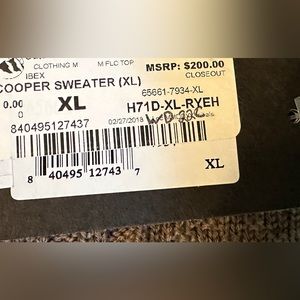 CLOTHING M M FLC TOP
MSRP: $200.00
IBEX
CLOSEOUT
COOPER SWEATER (XL)
65661-7934-XL
0.00
XL
H71D-XL-RYEH
840495127437
02/27/2018
8 40495 12743 7
XL